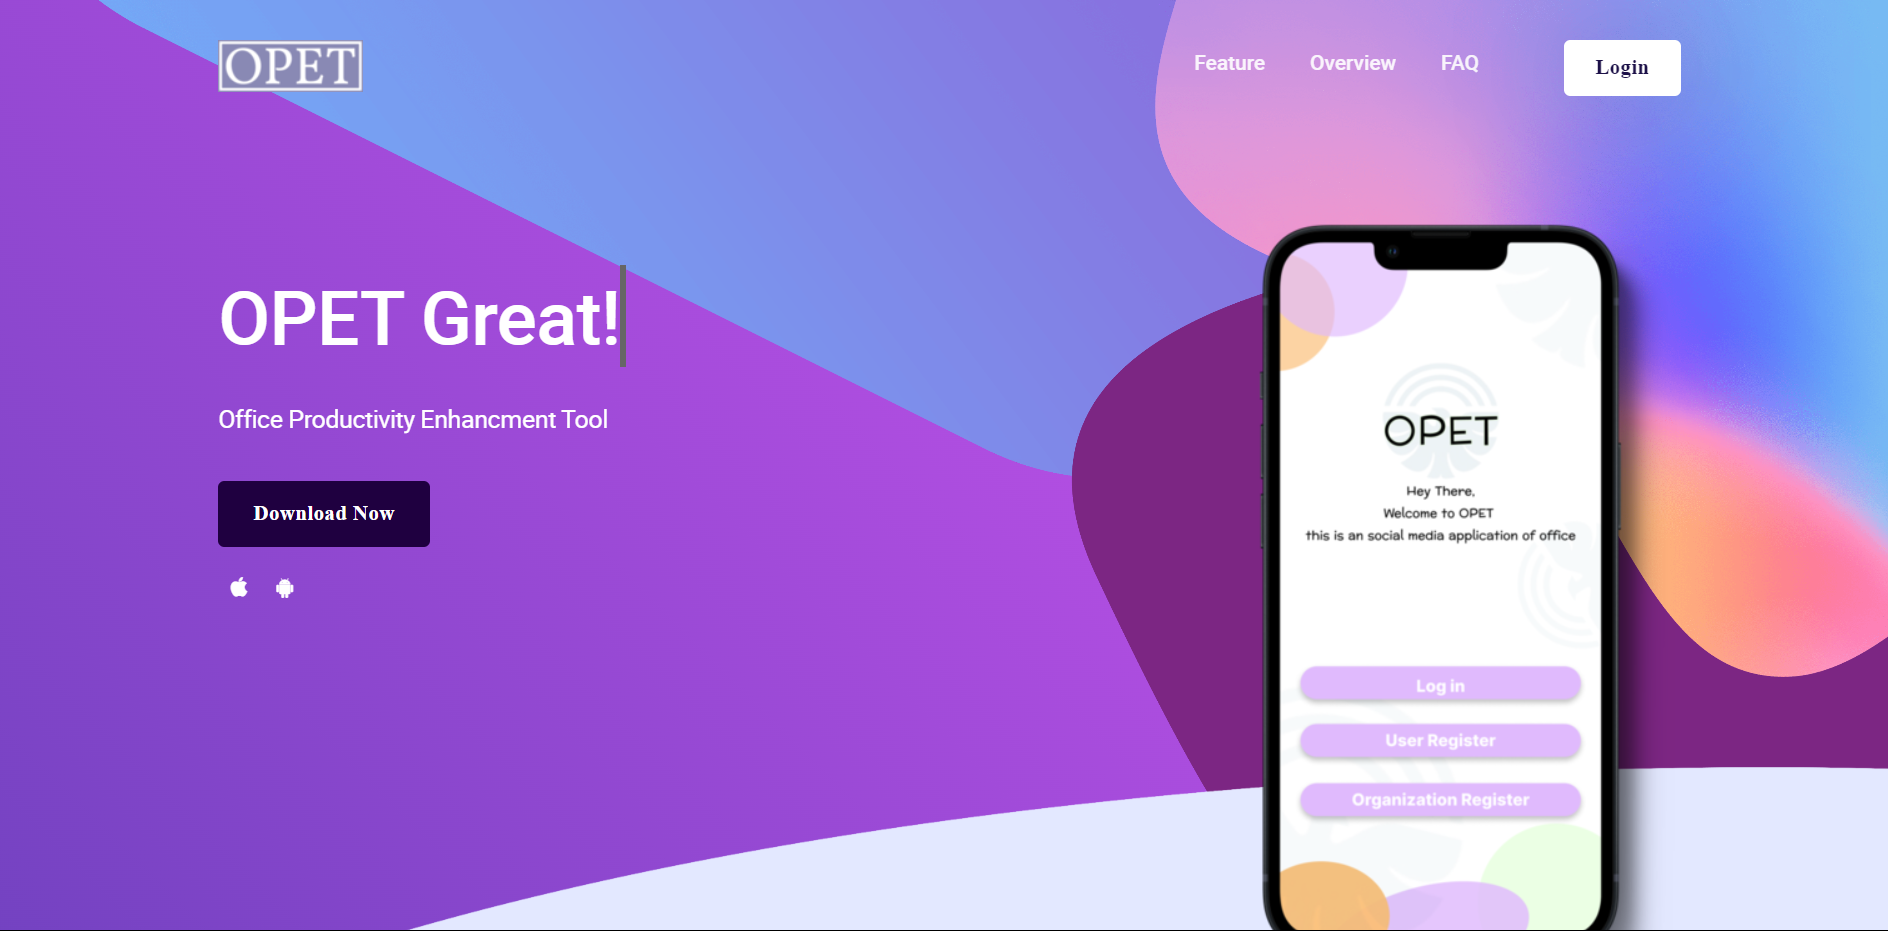 OPET
Feature
Overview
FAQ
Login
OPET Great!
Office Productivity Enhancment Tool
Download Now
OPET
Hey There,
Welcome to OPET
this is an social media application of office
Log in
User Register
Organization Register